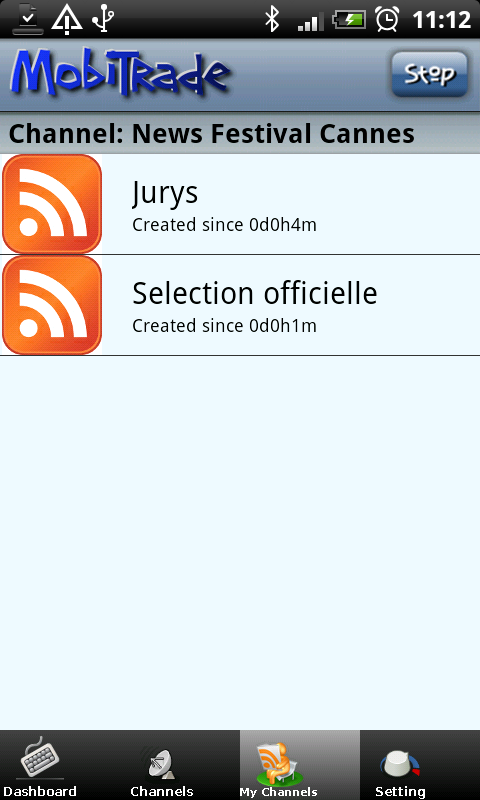 11:12
MobiTrade
Stop
Channel: News Festival Cannes
Jurys
Created since 0d0h4m
Selection officielle
Created since 0d0h1m
Dashboard
Channels
My Channels
Setting